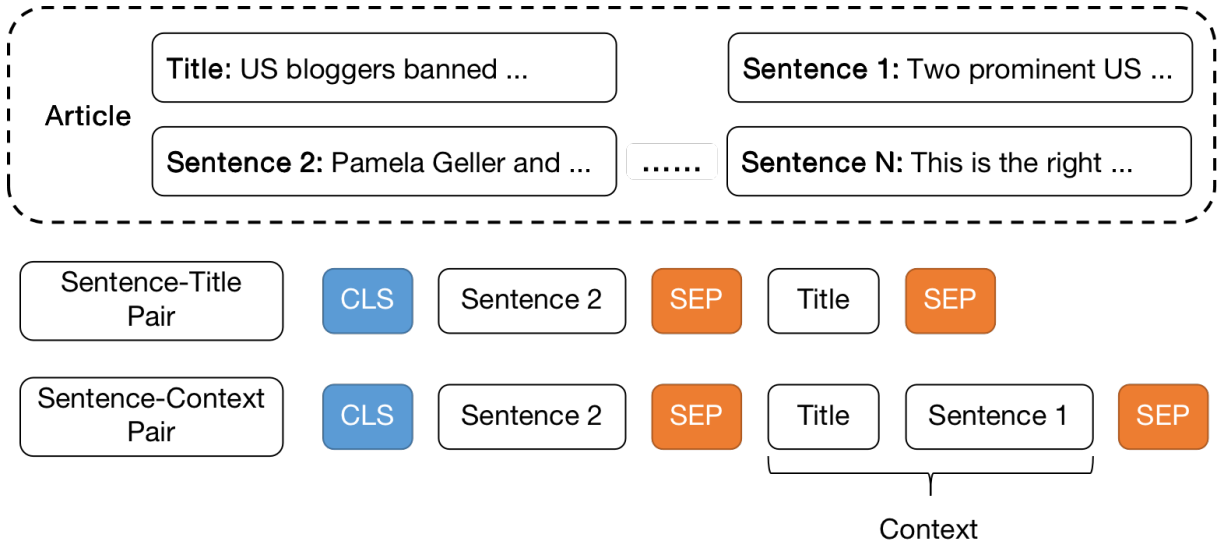 Article
Title: US bloggers banned ...
Sentence 1: Two prominent US ...
Sentence 2: Pamela Geller and ...
......
Sentence N: This is the right ...
Sentence-Title
Pair
CLS
Sentence 2
SEP
Title
SEP
Sentence-Context
Pair
CLS
Sentence 2
SEP
Title
Sentence 1
SEP
Context